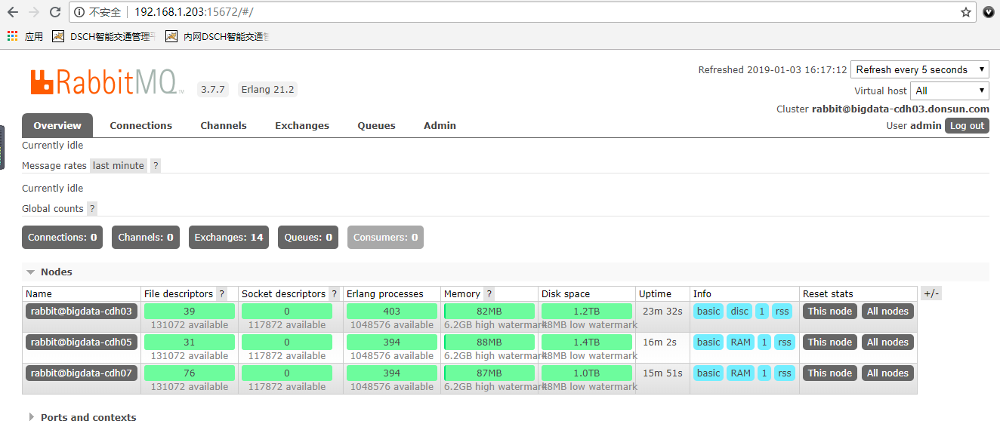 不安全 192.168.1.203:15672/#/
应用 DSCH智能交通管理 内网DSCH智能交通
RabbitMQ TM 3.7.7 Erlang 21.2
Refreshed 2019-01-03 16:17:12 Refresh every 5 seconds
Virtual host All
Cluster rabbit@bigdata-cdh03.donsun.com
User admin Log out
Overview Connections Channels Exchanges Queues Admin
Currently idle
Message rates last minute ?
Currently idle
Global counts ?
Connections: 0 Channels: 0 Exchanges: 14 Queues: 0 Consumers: 0
Nodes
Name File descriptors ? Socket descriptors ? Erlang processes Memory ? Disk space Uptime Info Reset stats +/-
rabbit@bigdata-cdh03 39 0 403 82MB 1.2TB 23m 32s basic disc 1 rss This node All nodes
131072 available 117872 available 1048576 available 6.2GB high watermark 48MB low watermark
rabbit@bigdata-cdh05 31 0 394 88MB 1.4TB 16m 2s basic RAM 1 rss This node All nodes
131072 available 117872 available 1048576 available 6.2GB high watermark 48MB low watermark
rabbit@bigdata-cdh07 76 0 394 87MB 1.0TB 15m 51s basic RAM 1 rss This node All nodes
131072 available 117872 available 1048576 available 6.2GB high watermark 48MB low watermark
Ports and contexts